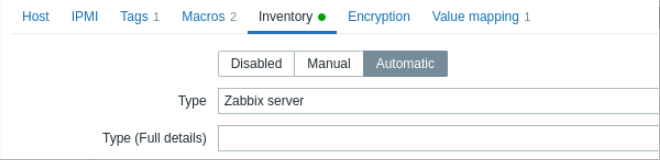 Host IPMI Tags 1 Macros 2 Inventory Encryption Value mapping 1
Disabled Manual Automatic
Type Zabbix server
Type (Full details)